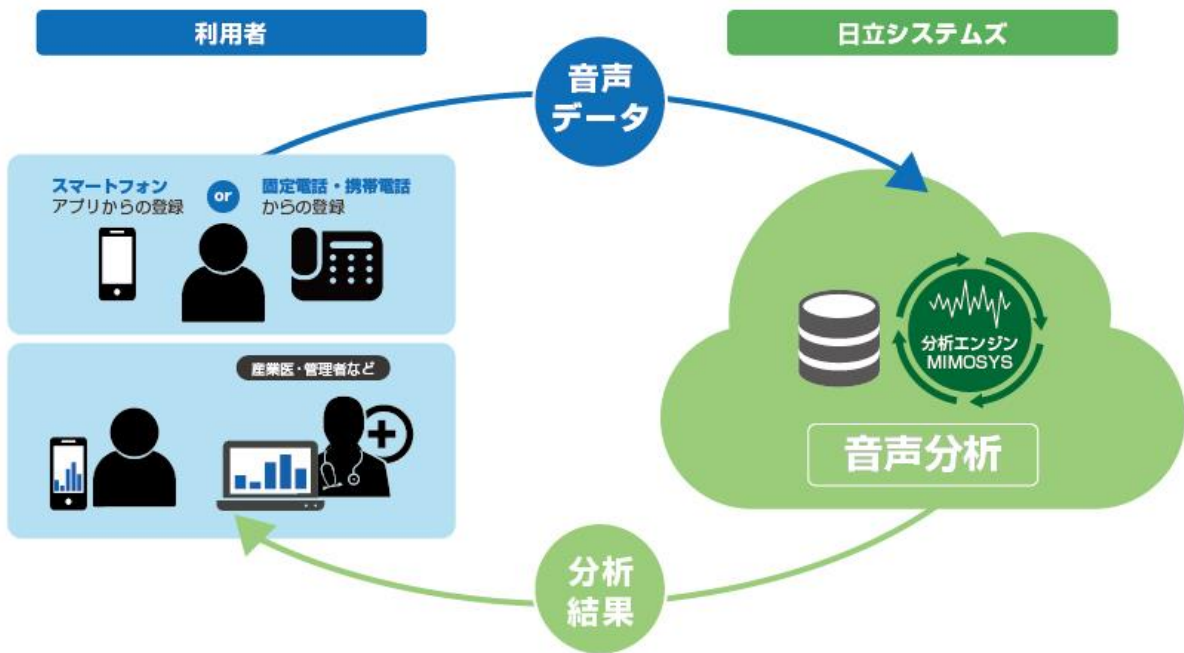 利用者
日立システムズ
音声
データ
スマートフォン
アプリからの登録
or
固定電話・携帯電話
からの登録
分析エンジン
MIMOSYS
音声分析
産業医・管理者など
分析
結果